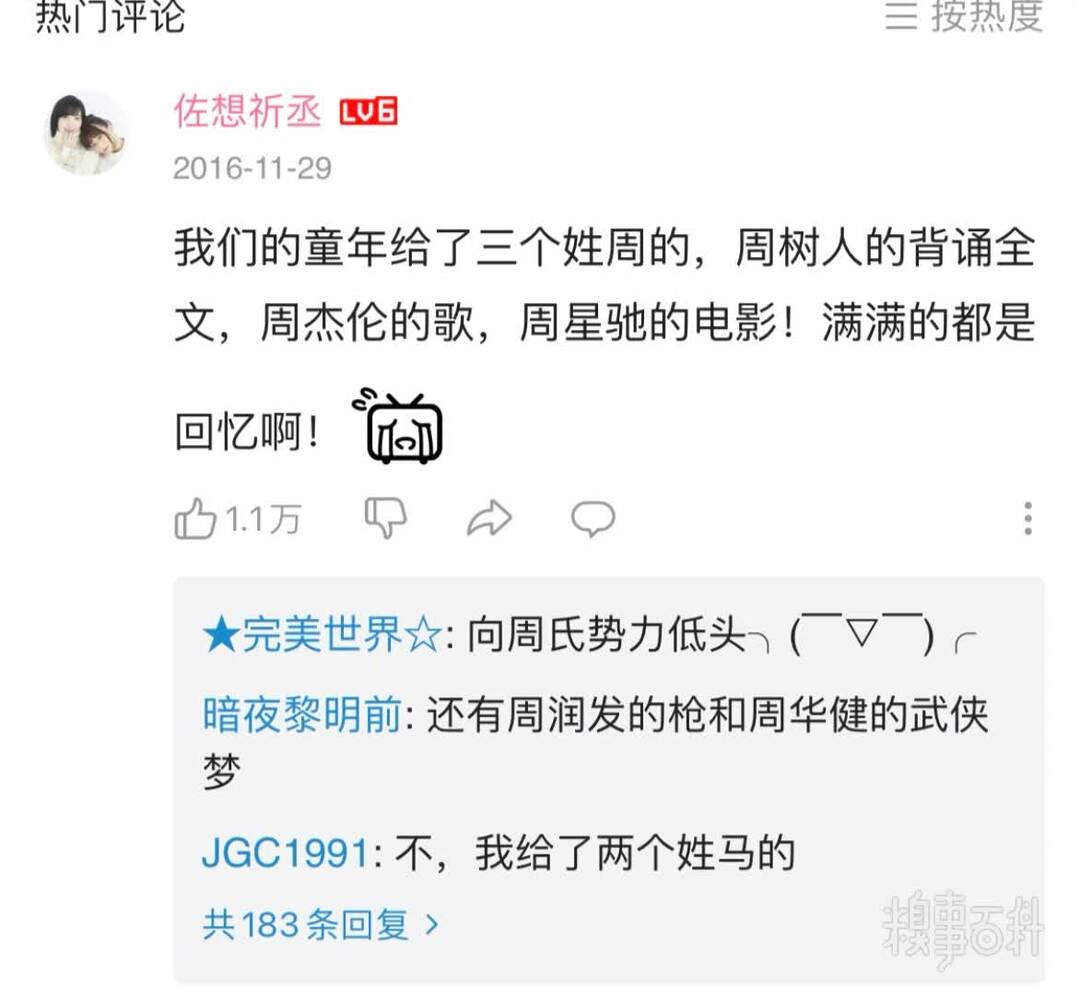 热门评论
按热度
佐想祈丞 LV6
2016-11-29
我们的童年给了三个姓周的，周树人的背诵全
文，周杰伦的歌，周星驰的电影！满满的都是
回忆啊！
1.1万
★完美世界☆: 向周氏势力低头╮(￣▽￣)╭
暗夜黎明前: 还有周润发的枪和周华健的武侠
梦
JGC1991: 不，我给了两个姓马的
共183条回复 >
糗事百科